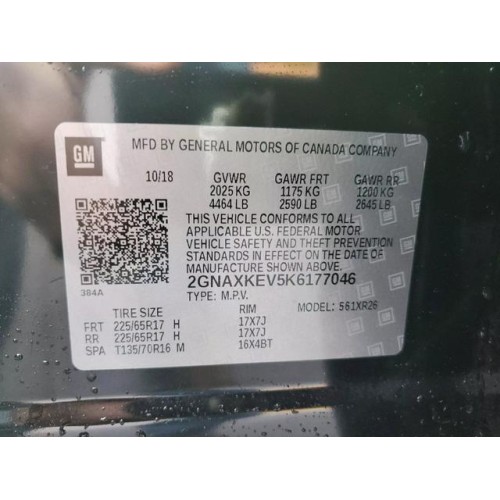 GM
MFD BY GENERAL MOTORS OF CANADA COMPANY
10/18 GVWR GAWR FRT GAWR RR
2025 KG 1175 KG 1200 KG
4464 LB 2590 LB 2645 LB
THIS VEHICLE CONFORMS TO ALL
APPLICABLE U.S. FEDERAL MOTOR
VEHICLE SAFETY AND THEFT PREVENTION
STANDARDS IN EFFECT ON THE DATE OF
MANUFACTURE SHOWN ABOVE.
384A
2GNAXKEV5K6177046
TYPE: M.P.V. MODEL: 561XR26
TIRE SIZE RIM
FRT 225/65R17 H 17X7J
RR 225/65R17 H 17X7J
SPA T135/70R16 M 16X4BT